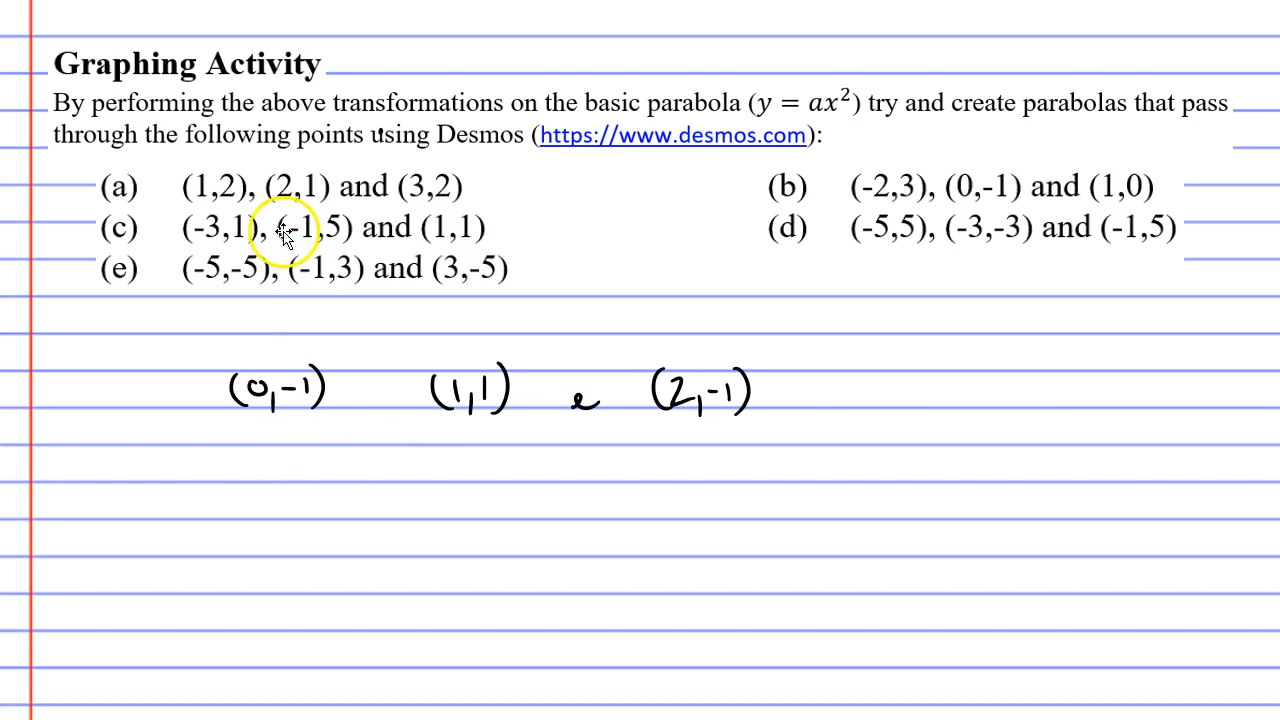 Graphing Activity
By performing the above transformations on the basic parabola (𝑦 = 𝑎𝑥²) try and create parabolas that pass
through the following points using Desmos (https://www.desmos.com):
(a) (1,2), (2,1) and (3,2) (b) (-2,3), (0,-1) and (1,0)
(c) (-3,1), (-1,5) and (1,1) (d) (-5,5), (-3,-3) and (-1,5)
(e) (-5,-5), (-1,3) and (3,-5)
(0,-1) (1,1) e (2,-1)